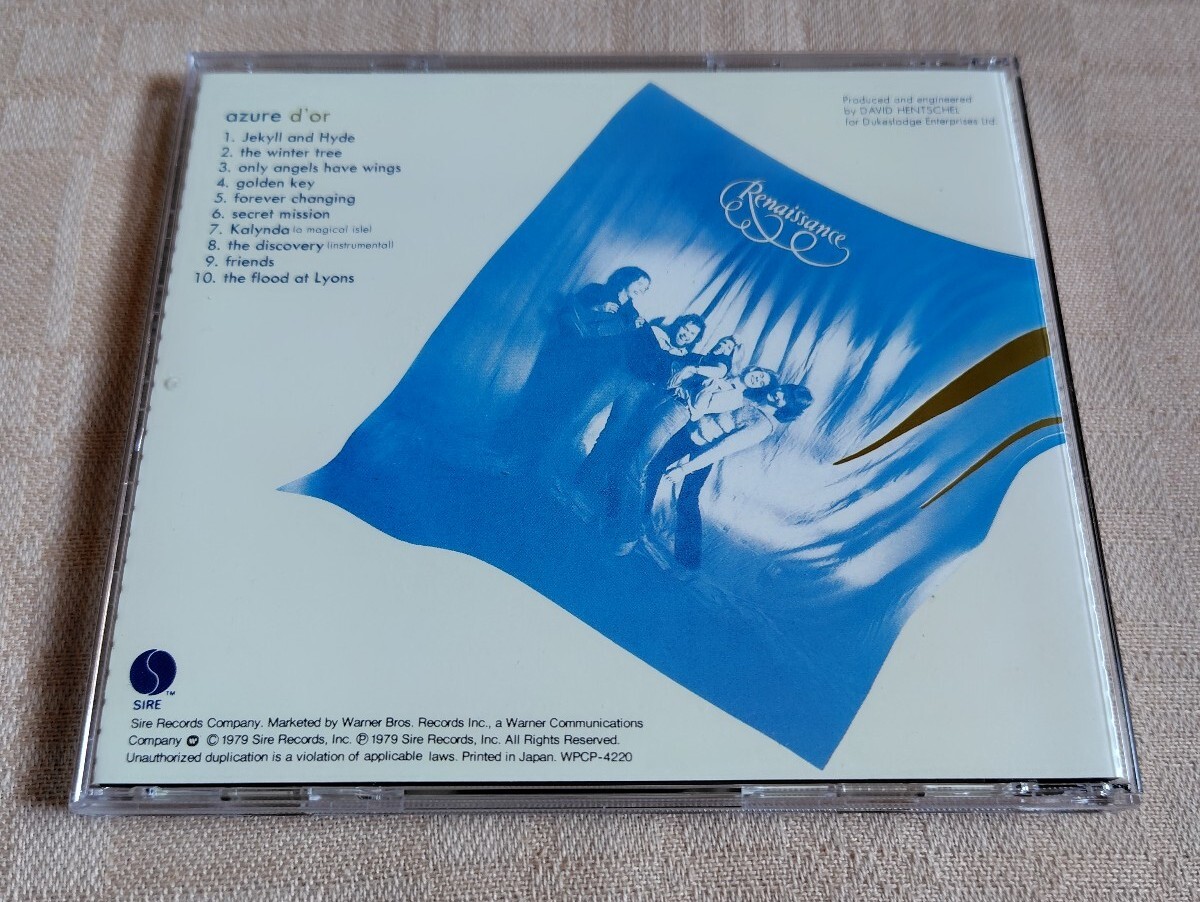 azure d'or
1. Jekyll and Hyde
2. the winter tree
3. only angels have wings
4. golden key
5. forever changing
6. secret mission
7. Kalynda (a magical isle)
8. the discovery (instrumental)
9. friends
10. the flood at Lyons
Produced and engineered
by DAVID HENTSCHEL
for Dukeslodge Enterprises Ltd.
Renaissance
S TM
SIRE
Sire Records Company. Marketed by Warner Bros. Records Inc., a Warner Communications
Company W © 1979 Sire Records, Inc. ℗ 1979 Sire Records, Inc. All Rights Reserved.
Unauthorized duplication is a violation of applicable laws. Printed in Japan. WPCP-4220